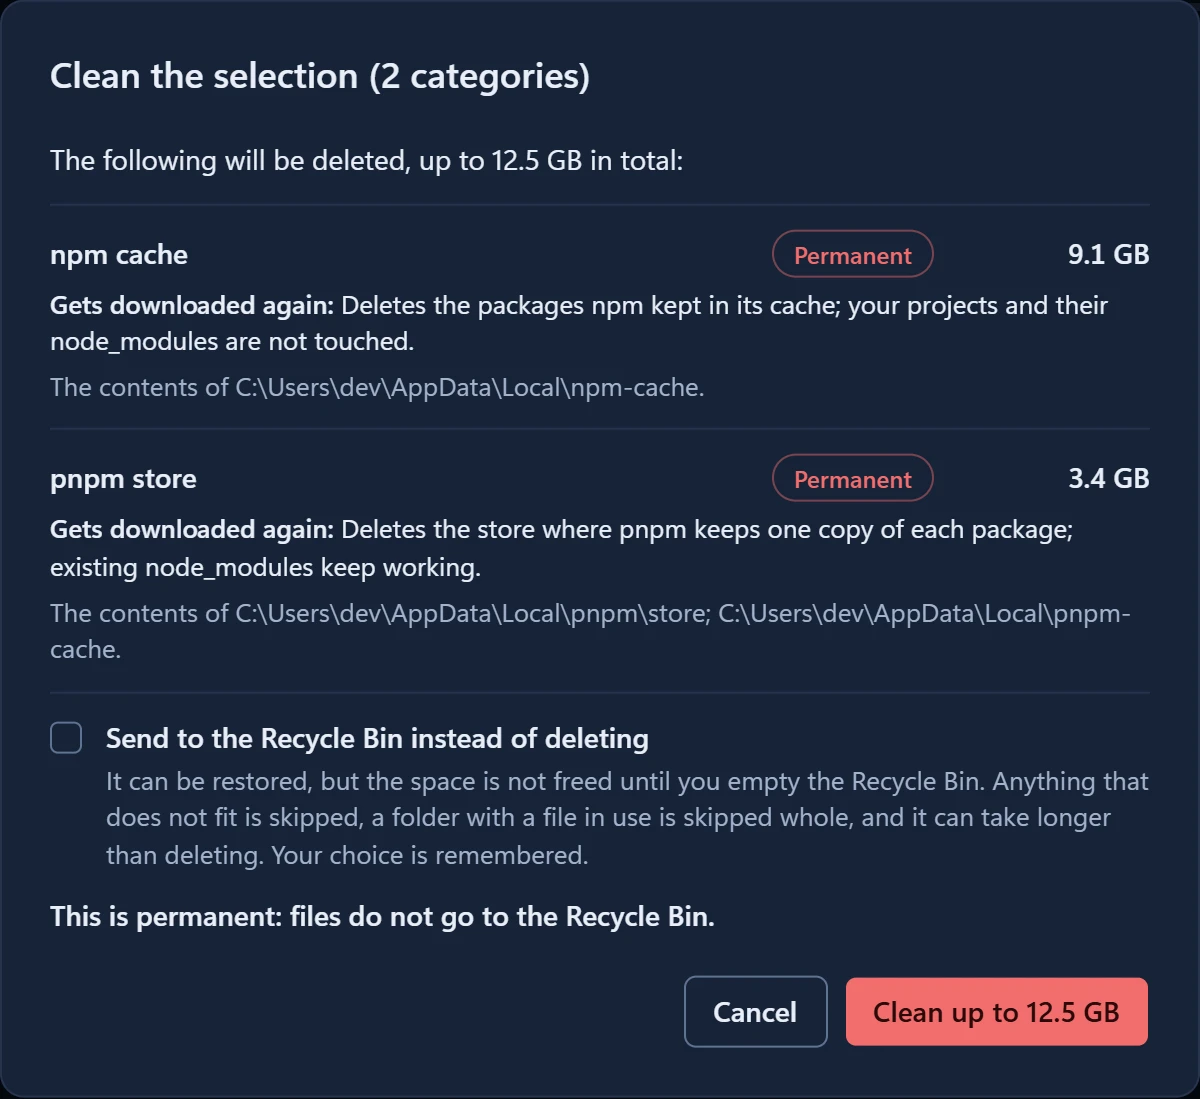 Clean the selection (2 categories)
The following will be deleted, up to 12.5 GB in total:
npm cache Permanent 9.1 GB
Gets downloaded again: Deletes the packages npm kept in its cache; your projects and their
node_modules are not touched.
The contents of C:\Users\dev\AppData\Local\npm-cache.
pnpm store Permanent 3.4 GB
Gets downloaded again: Deletes the store where pnpm keeps one copy of each package;
existing node_modules keep working.
The contents of C:\Users\dev\AppData\Local\pnpm\store; C:\Users\dev\AppData\Local\pnpm-
cache.
Send to the Recycle Bin instead of deleting
It can be restored, but the space is not freed until you empty the Recycle Bin. Anything that
does not fit is skipped, a folder with a file in use is skipped whole, and it can take longer
than deleting. Your choice is remembered.
This is permanent: files do not go to the Recycle Bin.
Cancel Clean up to 12.5 GB